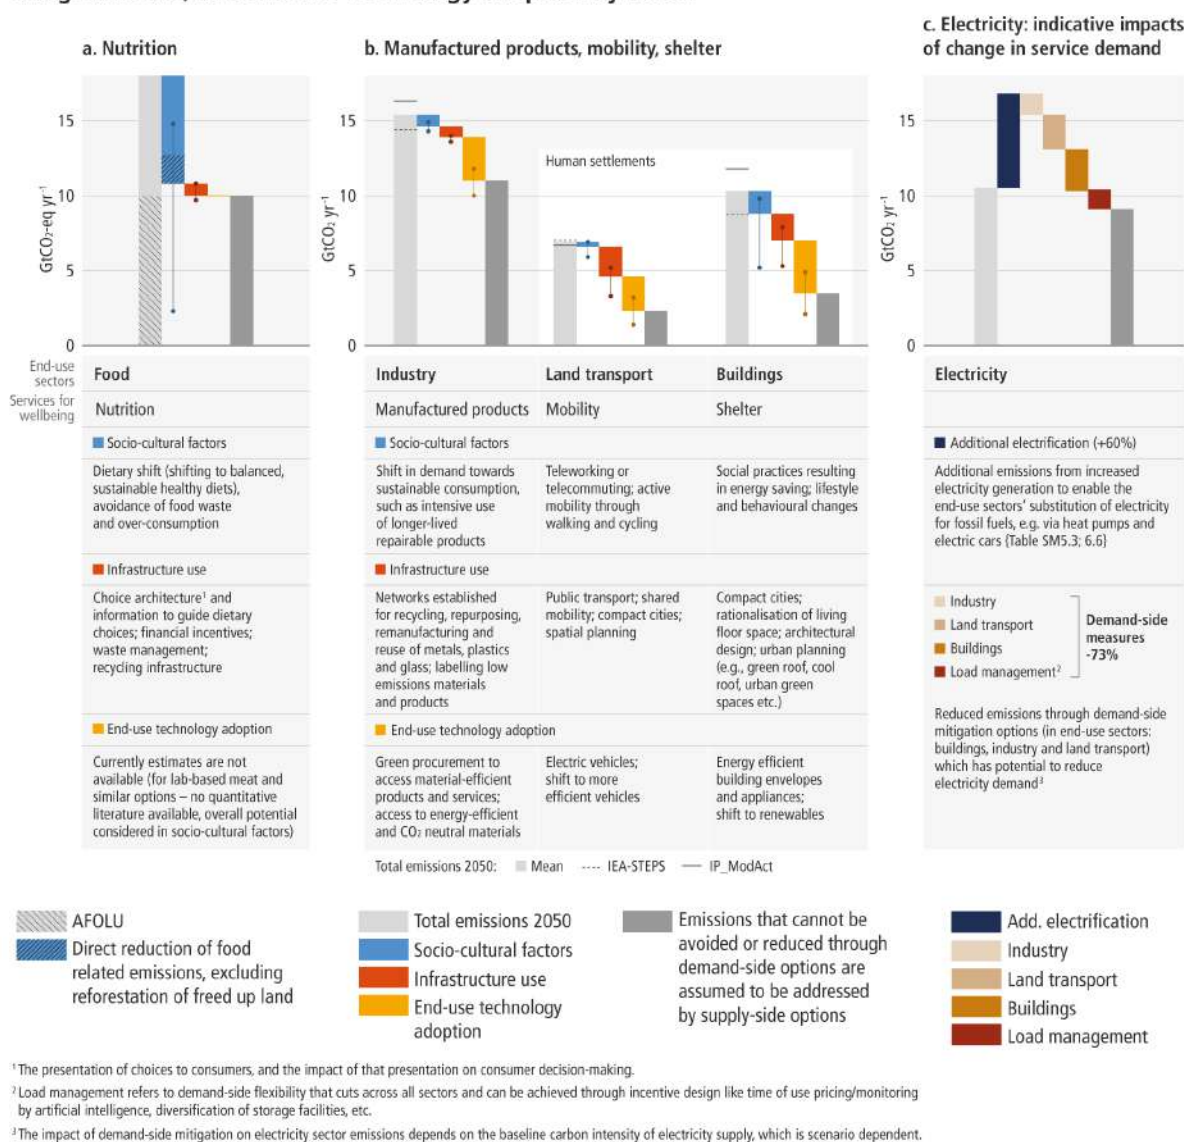 a. Nutrition
b. Manufactured products, mobility, shelter
c. Electricity: indicative impacts
of change in service demand
GtCO₂-eq yr⁻¹
15
10
5
0
GtCO₂ yr⁻¹
15
10
5
0
Human settlements
GtCO₂ yr⁻¹
15
10
5
0
End-use
sectors
Food
Industry
Land transport
Buildings
Electricity
Services for
wellbeing
Nutrition
Manufactured products
Mobility
Shelter
Socio-cultural factors
Dietary shift (shifting to balanced,
sustainable healthy diets),
avoidance of food waste
and over-consumption
Infrastructure use
Choice architecture¹ and
information to guide dietary
choices; financial incentives;
waste management;
recycling infrastructure
End-use technology adoption
Currently estimates are not
available (for lab-based meat and
similar options – no quantitative
literature available, overall potential
considered in socio-cultural factors)
Socio-cultural factors
Shift in demand towards
sustainable consumption,
such as intensive use
of longer-lived
repairable products
Teleworking or
telecommuting; active
mobility through
walking and cycling
Social practices resulting
in energy saving; lifestyle
and behavioural changes
Infrastructure use
Networks established
for recycling, repurposing,
remanufacturing and
reuse of metals, plastics
and glass; labelling low
emissions materials
and products
Public transport; shared
mobility; compact cities;
spatial planning
Compact cities;
rationalisation of living
floor space; architectural
design; urban planning
(e.g., green roof, cool
roof, urban green
spaces etc.)
End-use technology adoption
Green procurement to
access material-efficient
products and services;
access to energy-efficient
and CO₂ neutral materials
Electric vehicles;
shift to more
efficient vehicles
Energy efficient
building envelopes
and appliances;
shift to renewables
Additional electrification (+60%)
Additional emissions from increased
electricity generation to enable the
end-use sectors' substitution of electricity
for fossil fuels, e.g. via heat pumps and
electric cars {Table SM5.3; 6.6}
Industry
Land transport
Buildings
Load management²
Demand-side
measures
-73%
Reduced emissions through demand-side
mitigation options (in end-use sectors:
buildings, industry and land transport)
which has potential to reduce
electricity demand³
Total emissions 2050: Mean IEA-STEPS IP_ModAct
AFOLU
Direct reduction of food
related emissions, excluding
reforestation of freed up land
Total emissions 2050
Socio-cultural factors
Infrastructure use
End-use technology
adoption
Emissions that cannot be
avoided or reduced through
demand-side options are
assumed to be addressed
by supply-side options
Add. electrification
Industry
Land transport
Buildings
Load management
¹ The presentation of choices to consumers, and the impact of that presentation on consumer decision-making.
² Load management refers to demand-side flexibility that cuts across all sectors and can be achieved through incentive design like time of use pricing/monitoring
by artificial intelligence, diversification of storage facilities, etc.
³ The impact of demand-side mitigation on electricity sector emissions depends on the baseline carbon intensity of electricity supply, which is scenario dependent.